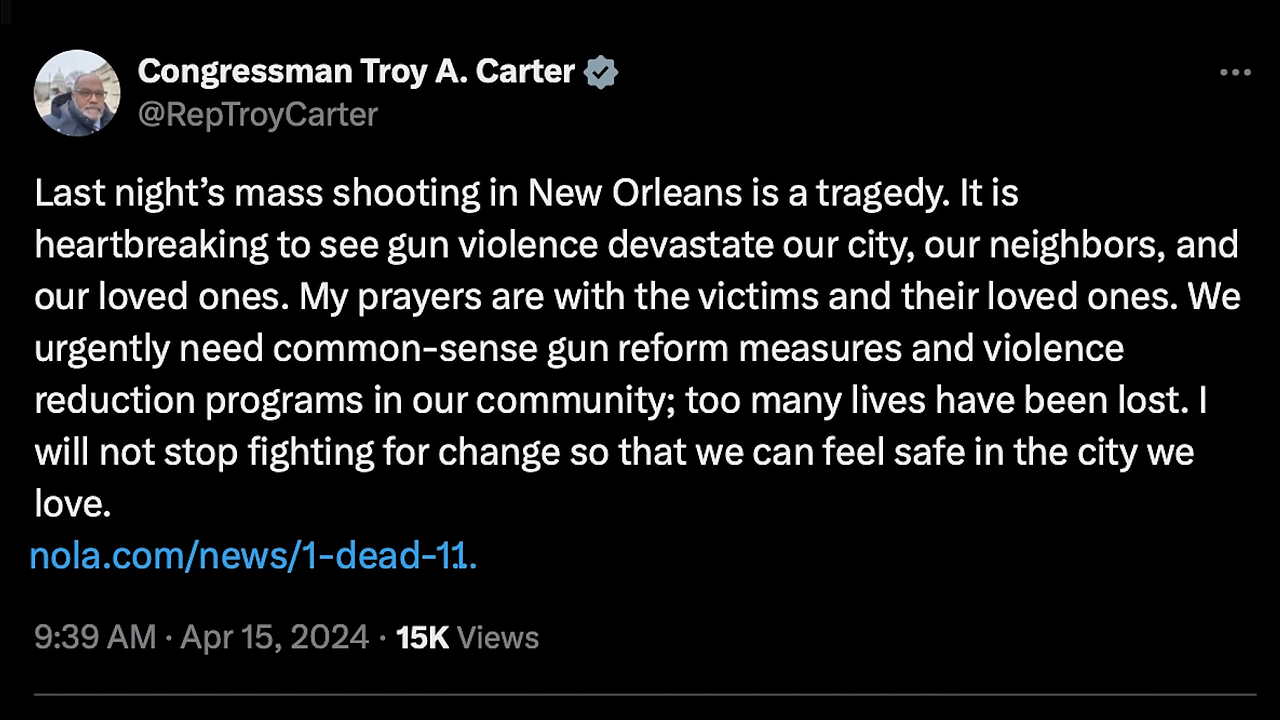 Congressman Troy A. Carter
@RepTroyCarter
Last night’s mass shooting in New Orleans is a tragedy. It is
heartbreaking to see gun violence devastate our city, our neighbors, and
our loved ones. My prayers are with the victims and their loved ones. We
urgently need common-sense gun reform measures and violence
reduction programs in our community; too many lives have been lost. I
will not stop fighting for change so that we can feel safe in the city we
love.
nola.com/news/1-dead-11.
9:39 AM · Apr 15, 2024 · 15K Views